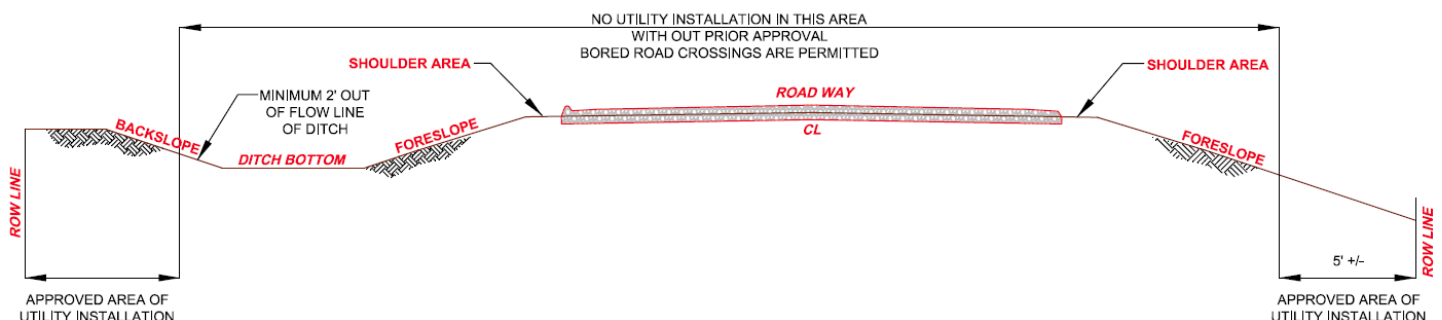 NO UTILITY INSTALLATION IN THIS AREA
WITH OUT PRIOR APPROVAL
BORED ROAD CROSSINGS ARE PERMITTED
SHOULDER AREA
SHOULDER AREA
MINIMUM 2' OUT
OF FLOW LINE
OF DITCH
ROAD WAY
CL
BACKSLOPE
DITCH BOTTOM
FORESLOPE
FORESLOPE
ROW LINE
ROW LINE
5' +/-
APPROVED AREA OF
UTILITY INSTALLATION
APPROVED AREA OF
UTILITY INSTALLATION